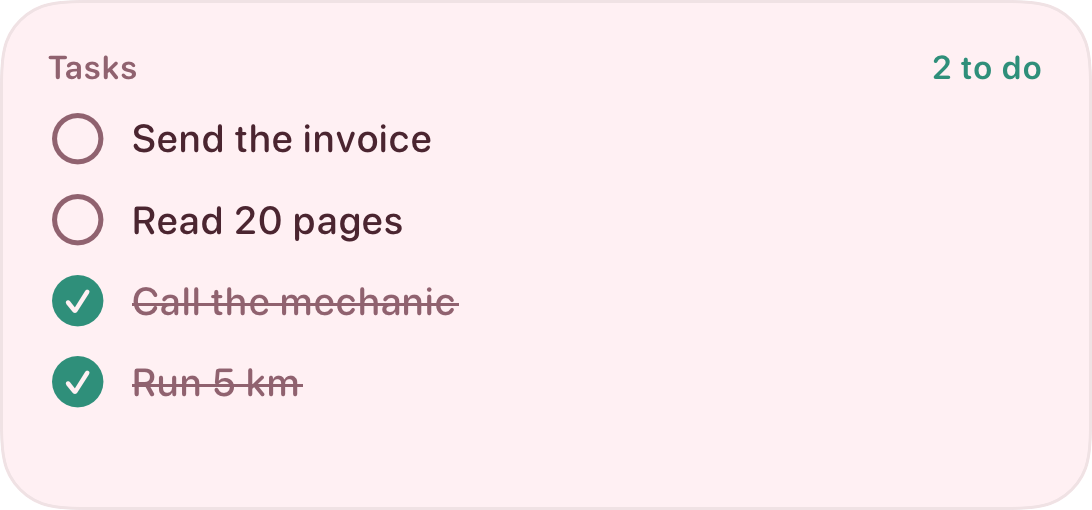 Tasks 2 to do
Send the invoice
Read 20 pages
Call the mechanic
Run 5 km